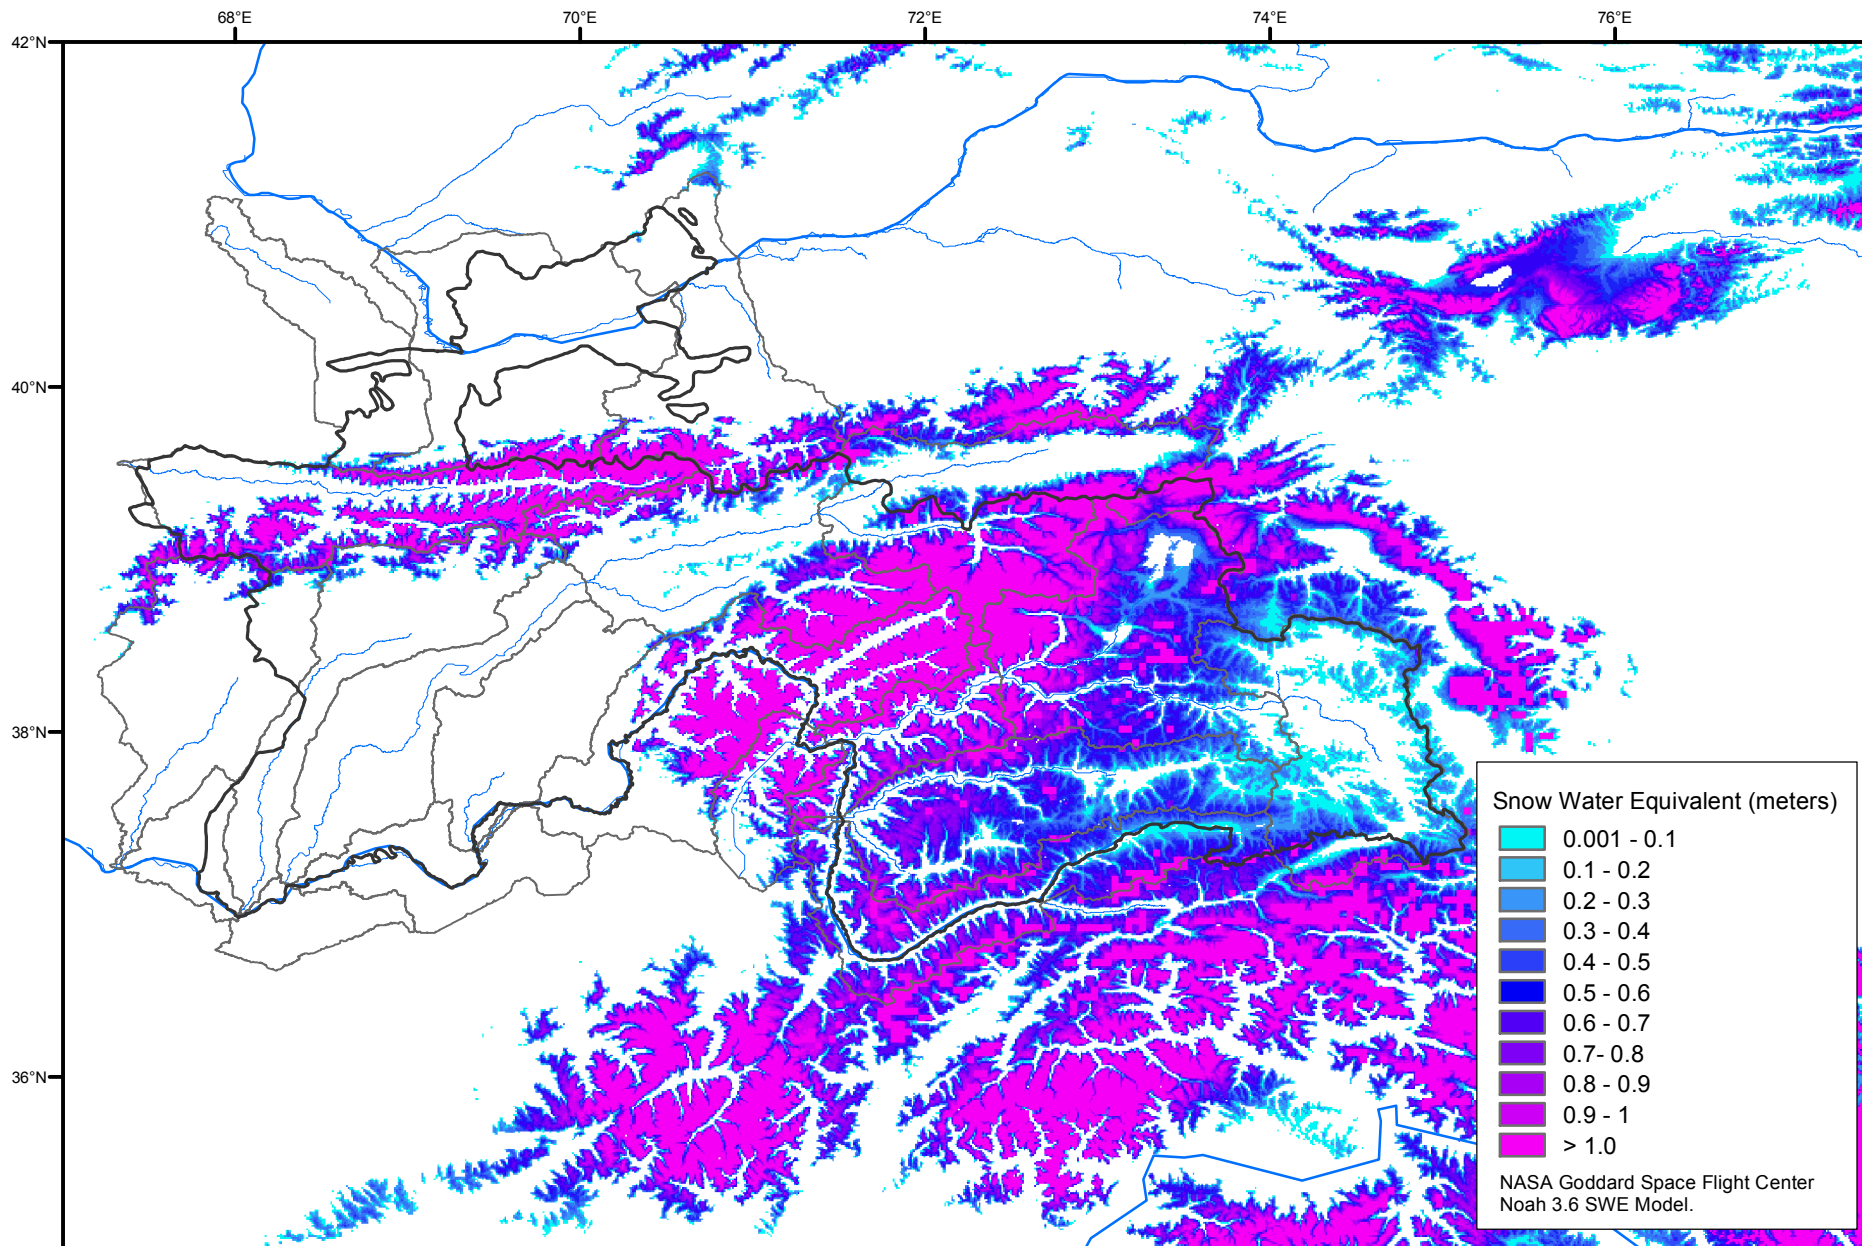 68°E
70°E
72°E
74°E
76°E
42°N
40°N
38°N
36°N
Snow Water Equivalent (meters)
0.001 - 0.1
0.1 - 0.2
0.2 - 0.3
0.3 - 0.4
0.4 - 0.5
0.5 - 0.6
0.6 - 0.7
0.7- 0.8
0.8 - 0.9
0.9 - 1
> 1.0
NASA Goddard Space Flight Center
Noah 3.6 SWE Model.